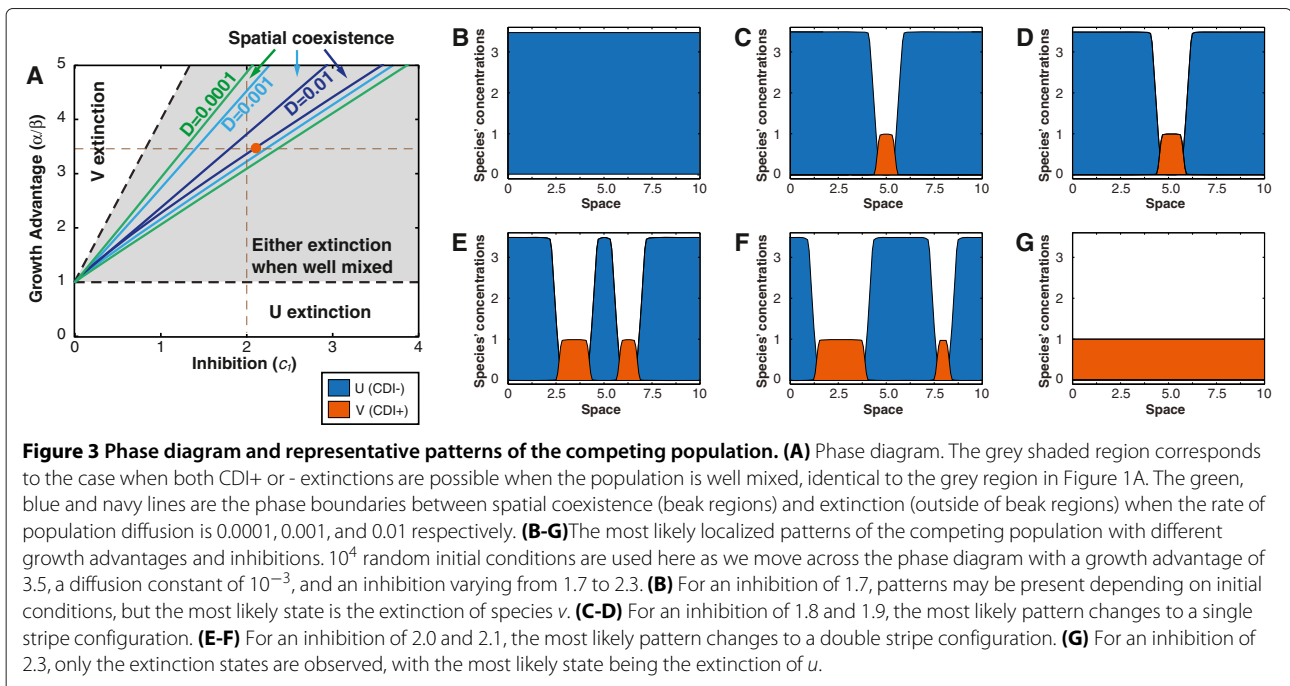 A
Spatial coexistence
D=0.0001
D=0.001
D=0.01
V extinction
Either extinction
when well mixed
U extinction
Growth Advantage (α/β)
5
4
3
2
1
0
0 1 2 3 4
Inhibition (c₁)
U (CDI-)
V (CDI+)
B
Species' concentrations
3
2
1
0
0 2.5 5.0 7.5 10
Space
C
Species' concentrations
3
2
1
0
0 2.5 5.0 7.5 10
Space
D
Species' concentrations
3
2
1
0
0 2.5 5.0 7.5 10
Space
E
Species' concentrations
3
2
1
0
0 2.5 5.0 7.5 10
Space
F
Species' concentrations
3
2
1
0
0 2.5 5.0 7.5 10
Space
G
Species' concentrations
3
2
1
0
0 2.5 5.0 7.5 10
Space
Figure 3 Phase diagram and representative patterns of the competing population. (A) Phase diagram. The grey shaded region
corresponds to the case when both CDI+ or - extinctions are possible when the population is well mixed, identical to the grey region in Figure 1A. The green,
blue and navy lines are the phase boundaries between spatial coexistence (beak regions) and extinction (outside of beak regions) when the rate of
population diffusion is 0.0001, 0.001, and 0.01 respectively. (B-G)The most likely localized patterns of the competing population with different
growth advantages and inhibitions. 10⁴ random initial conditions are used here as we move across the phase diagram with a growth advantage of
3.5, a diffusion constant of 10⁻³, and an inhibition varying from 1.7 to 2.3. (B) For an inhibition of 1.7, patterns may be present depending on initial
conditions, but the most likely state is the extinction of species v. (C-D) For an inhibition of 1.8 and 1.9, the most likely pattern changes to a single
stripe configuration. (E-F) For an inhibition of 2.0 and 2.1, the most likely pattern changes to a double stripe configuration. (G) For an inhibition of
2.3, only the extinction states are observed, with the most likely state being the extinction of u.